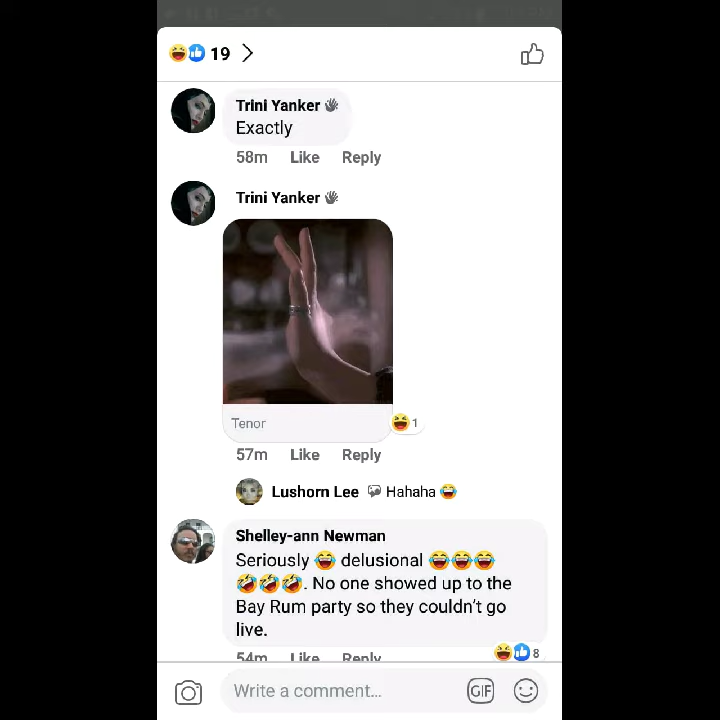 19
Trini Yanker
Exactly
58m Like Reply
Trini Yanker
Tenor
1
57m Like Reply
Lushorn Lee Hahaha 😂
Shelley-ann Newman
Seriously 😂 delusional 😂😂😂
🤣🤣🤣. No one showed up to the
Bay Rum party so they couldn't go
live.
8
54m Like Reply
Write a comment...
GIF